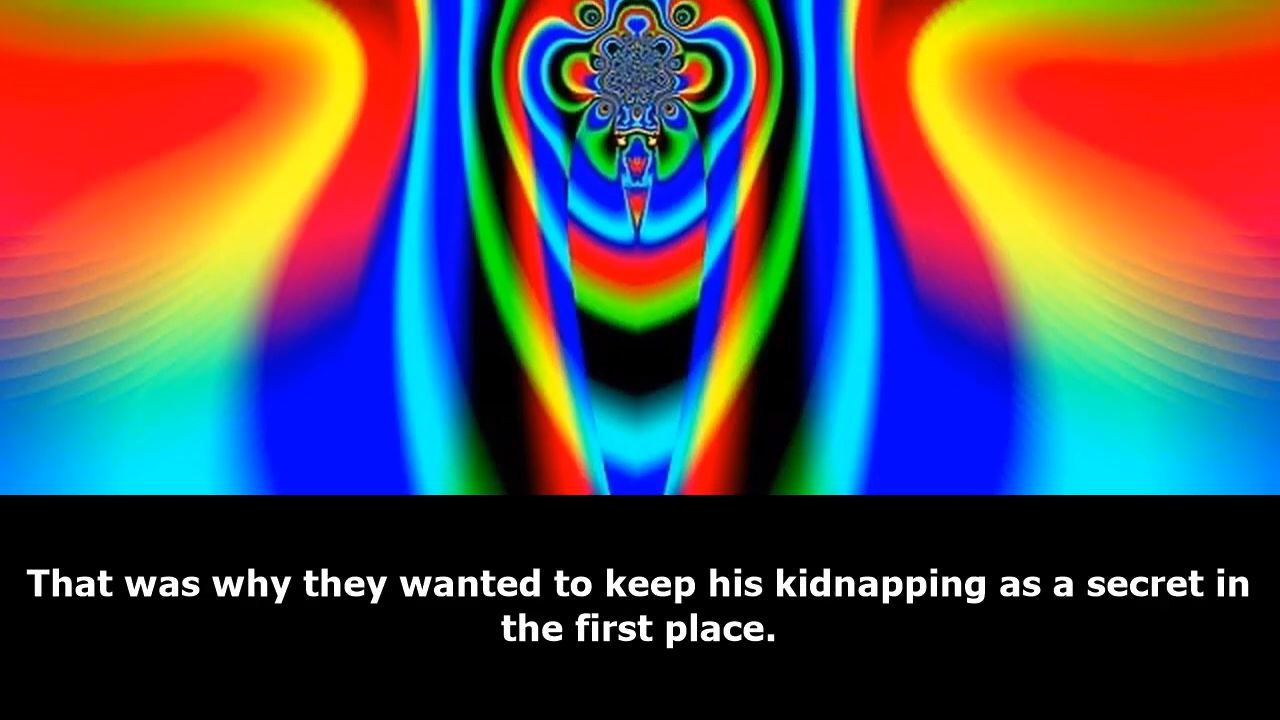 That was why they wanted to keep his kidnapping as a secret in
the first place.